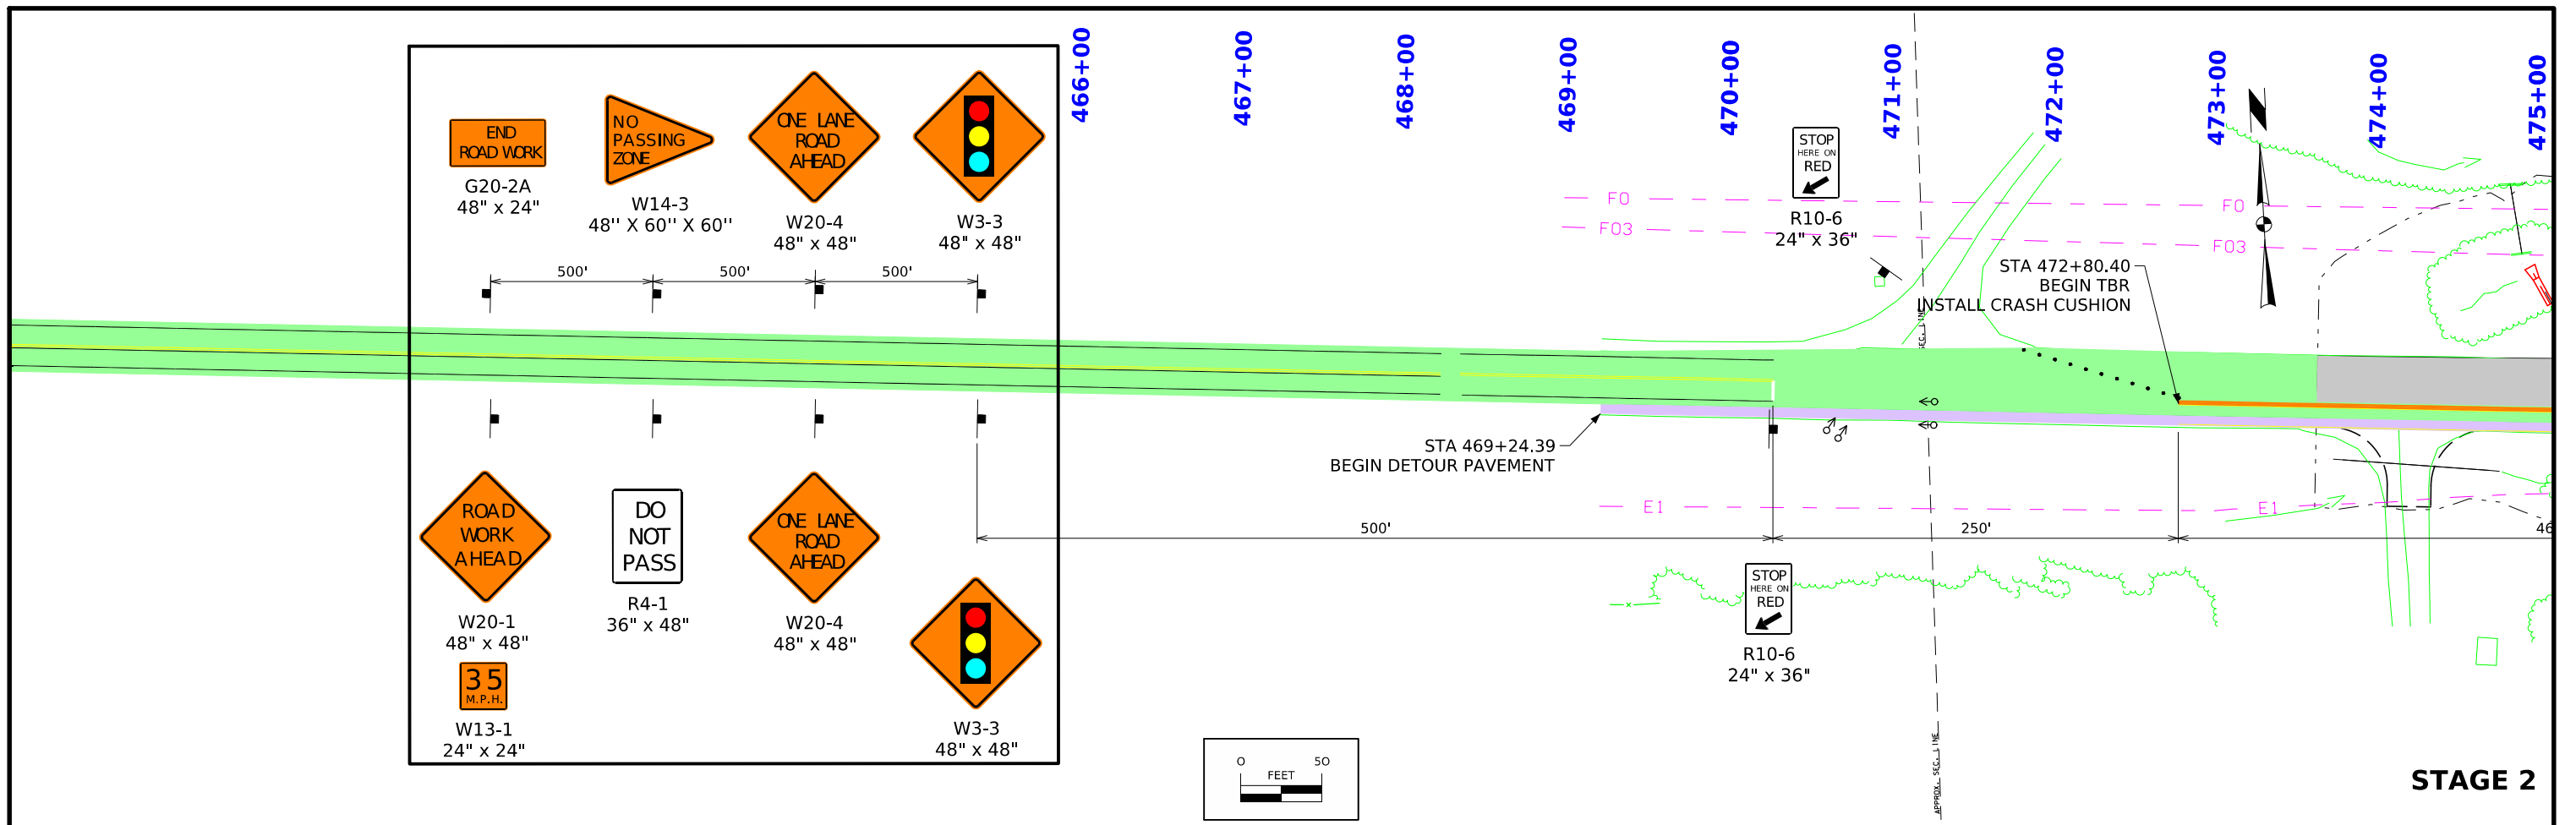 466+00
467+00
468+00
469+00
470+00
471+00
472+00
473+00
474+00
475+00
END
ROAD WORK
G20-2A
48" x 24"
NO
PASSING
ZONE
W14-3
48'' X 60'' X 60''
ONE LANE
ROAD
AHEAD
W20-4
48" x 48"
W3-3
48" x 48"
500'
500'
500'
STOP
HERE ON
RED
R10-6
24" x 36"
FO
FO3
FO
FO3
STA 472+80.40
BEGIN TBR
INSTALL CRASH CUSHION
SEC. LINE
STA 469+24.39
BEGIN DETOUR PAVEMENT
E1
E1
500'
250'
46
ROAD
WORK
AHEAD
W20-1
48" x 48"
35
M.P.H.
W13-1
24" x 24"
DO
NOT
PASS
R4-1
36" x 48"
ONE LANE
ROAD
AHEAD
W20-4
48" x 48"
W3-3
48" x 48"
STOP
HERE ON
RED
R10-6
24" x 36"
x
APPROX. SEC. LINE
0 50
FEET
STAGE 2